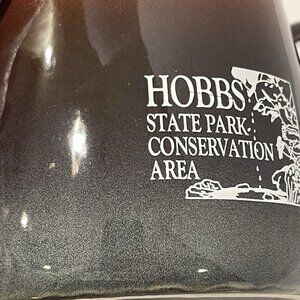 HOBBS
STATE PARK-
CONSERVATION
AREA